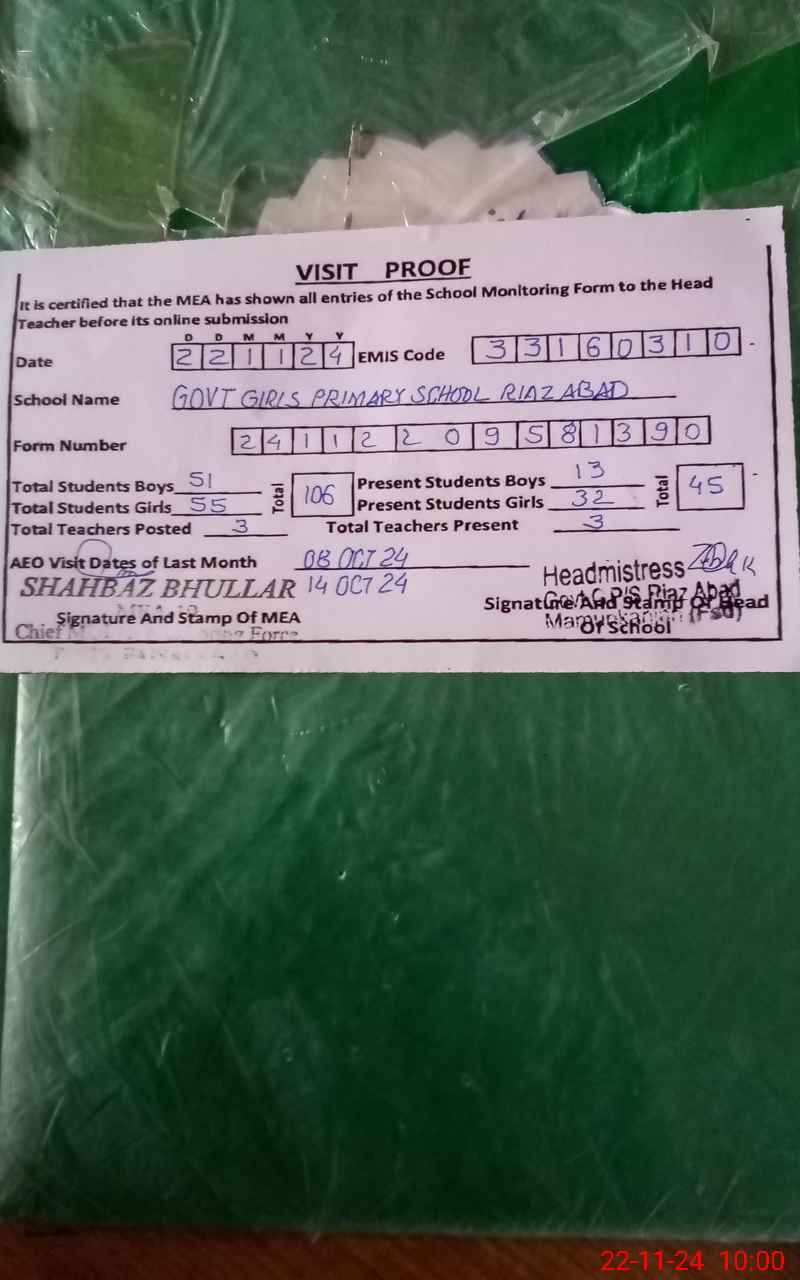 VISIT PROOF
It is certified that the MEA has shown all entries of the School Monitoring Form to the Head
Teacher before its online submission
D D M M Y Y
Date 2 2 1 1 2 4 EMIS Code 3 3 1 6 0 3 1 0
School Name GOVT GIRLS PRIMARY SCHOOL RIAZ ABAD
Form Number 2 4 1 1 2 2 0 9 5 8 1 3 9 0
Total Students Boys 51 Total 106 Present Students Boys 13 Total 45
Total Students Girls 55 Present Students Girls 32
Total Teachers Posted 3 Total Teachers Present 3
AEO Visit Dates of Last Month 08 OCT 24
SHAHBAZ BHULLAR 14 OCT 24 Headmistress
Govt. G.P/S Riaz Abad
Signature And Stamp Of Head
Signature And Stamp Of MEA Of School
Chief Force (Fsd)
22-11-24 10:00